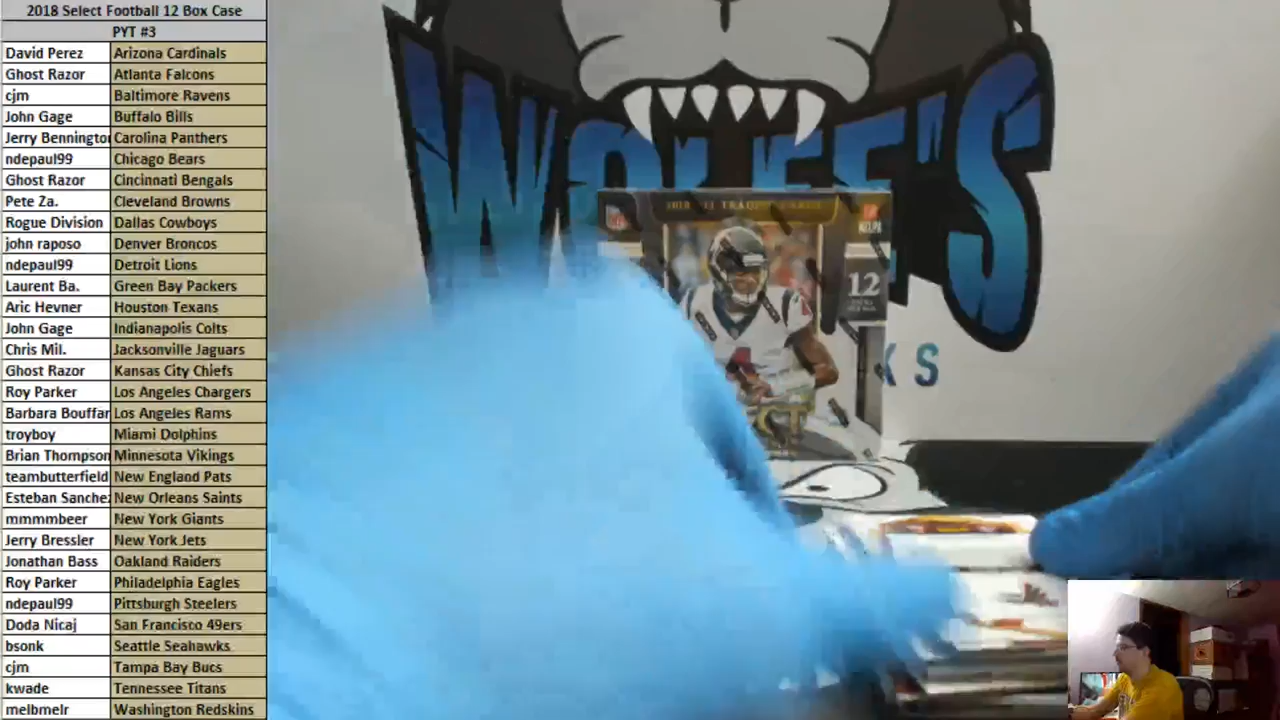 2018 Select Football 12 Box Case
PYT #3
David Perez Arizona Cardinals
Ghost Razor Atlanta Falcons
cjm Baltimore Ravens
John Gage Buffalo Bills
Jerry Bennington Carolina Panthers
ndepaul99 Chicago Bears
Ghost Razor Cincinnati Bengals
Pete Za. Cleveland Browns
Rogue Division Dallas Cowboys
john raposo Denver Broncos
ndepaul99 Detroit Lions
Laurent Ba. Green Bay Packers
Aric Hevner Houston Texans
John Gage Indianapolis Colts
Chris Mil. Jacksonville Jaguars
Ghost Razor Kansas City Chiefs
Roy Parker Los Angeles Chargers
Barbara Bouffar Los Angeles Rams
troyboy Miami Dolphins
Brian Thompson Minnesota Vikings
teambutterfield New England Pats
Esteban Sanchez New Orleans Saints
mmmmbeer New York Giants
Jerry Bressler New York Jets
Jonathan Bass Oakland Raiders
Roy Parker Philadelphia Eagles
ndepaul99 Pittsburgh Steelers
Doda Nicaj San Francisco 49ers
bsonk Seattle Seahawks
cjm Tampa Bay Bucs
kwade Tennessee Titans
melbmelr Washington Redskins
WOLFF'S
KS
12